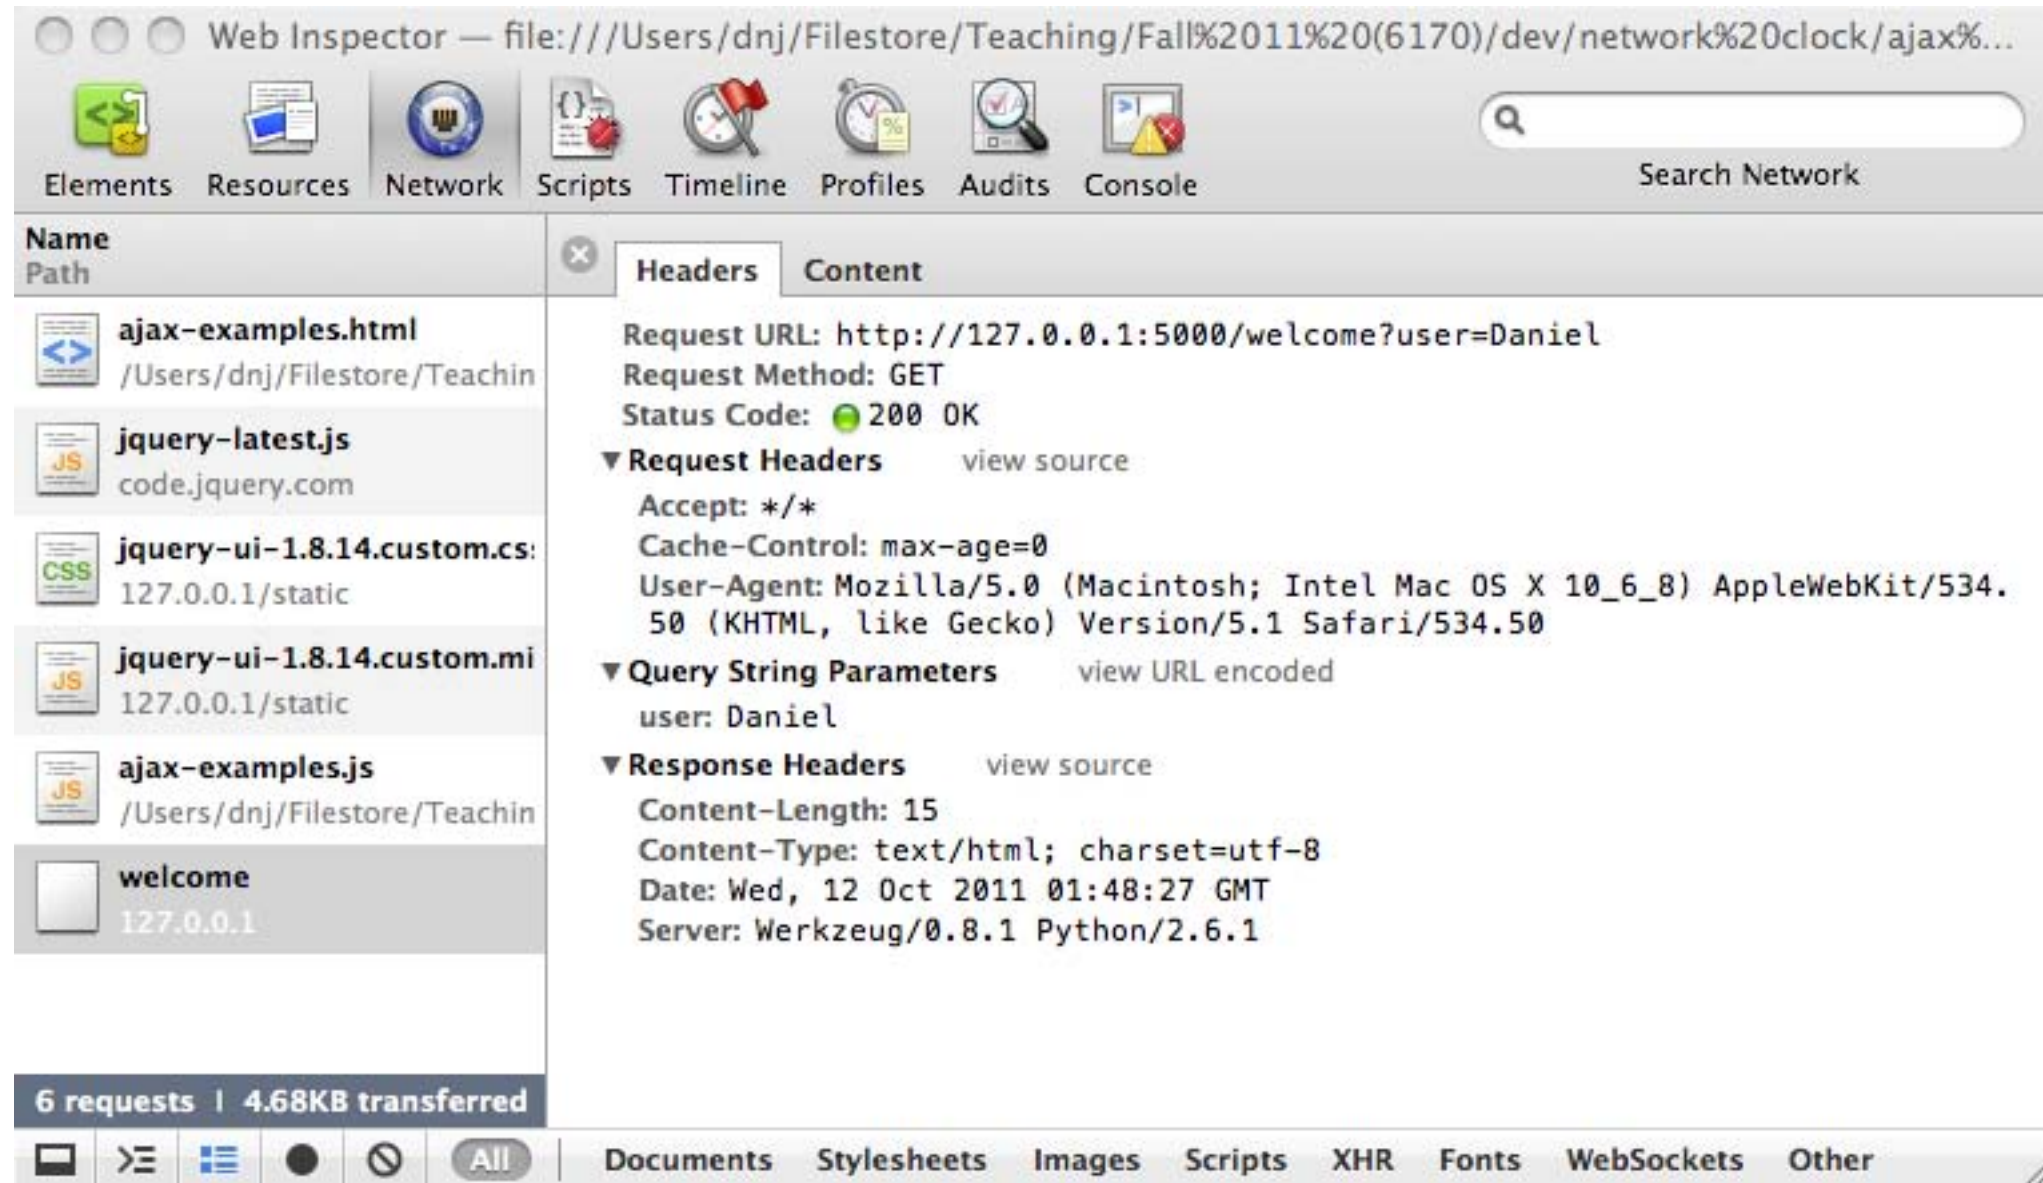 Web Inspector — file:///Users/dnj/Filestore/Teaching/Fall%2011%20(6170)/dev/network%20clock/ajax%...
Elements Resources Network Scripts Timeline Profiles Audits Console
Search Network
Name
Path
ajax-examples.html
/Users/dnj/Filestore/Teachin
jquery-latest.js
code.jquery.com
jquery-ui-1.8.14.custom.cs
127.0.0.1/static
jquery-ui-1.8.14.custom.mi
127.0.0.1/static
ajax-examples.js
/Users/dnj/Filestore/Teachin
welcome
127.0.0.1
6 requests | 4.68KB transferred
Headers Content
Request URL: http://127.0.0.1:5000/welcome?user=Daniel
Request Method: GET
Status Code: 200 OK
Request Headers view source
Accept: */*
Cache-Control: max-age=0
User-Agent: Mozilla/5.0 (Macintosh; Intel Mac OS X 10_6_8) AppleWebKit/534.
50 (KHTML, like Gecko) Version/5.1 Safari/534.50
Query String Parameters view URL encoded
user: Daniel
Response Headers view source
Content-Length: 15
Content-Type: text/html; charset=utf-8
Date: Wed, 12 Oct 2011 01:48:27 GMT
Server: Werkzeug/0.8.1 Python/2.6.1
All Documents Stylesheets Images Scripts XHR Fonts WebSockets Other